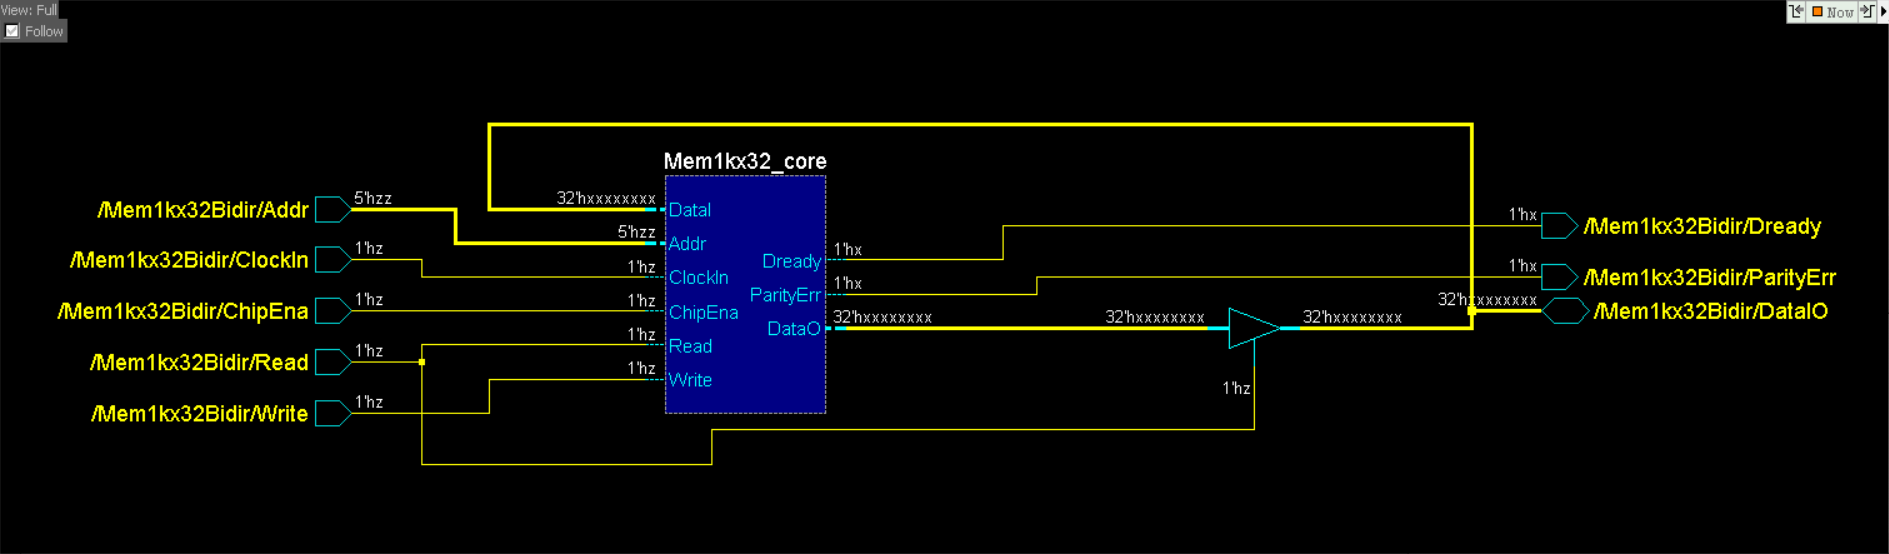 View: Full
Follow
Now
Mem1kx32_core
/Mem1kx32Bidir/Addr
5'hzz
32'hxxxxxxxx
DataI
5'hzz
Addr
/Mem1kx32Bidir/ClockIn
1'hz
1'hz
ClockIn
/Mem1kx32Bidir/ChipEna
1'hz
1'hz
ChipEna
/Mem1kx32Bidir/Read
1'hz
1'hz
Read
/Mem1kx32Bidir/Write
1'hz
1'hz
Write
Dready
1'hx
1'hx
/Mem1kx32Bidir/Dready
ParityErr
1'hx
1'hx
/Mem1kx32Bidir/ParityErr
DataO
32'hxxxxxxxx
32'hxxxxxxxx
32'hxxxxxxxx
32'hxxxxxxxx
/Mem1kx32Bidir/DataIO
1'hz